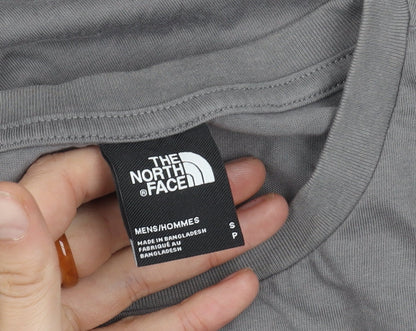 THE
NORTH
FACE
®
MENS/HOMMES
S
P
MADE IN BANGLADESH
FABRIQUÉ AU
BANGLADESH